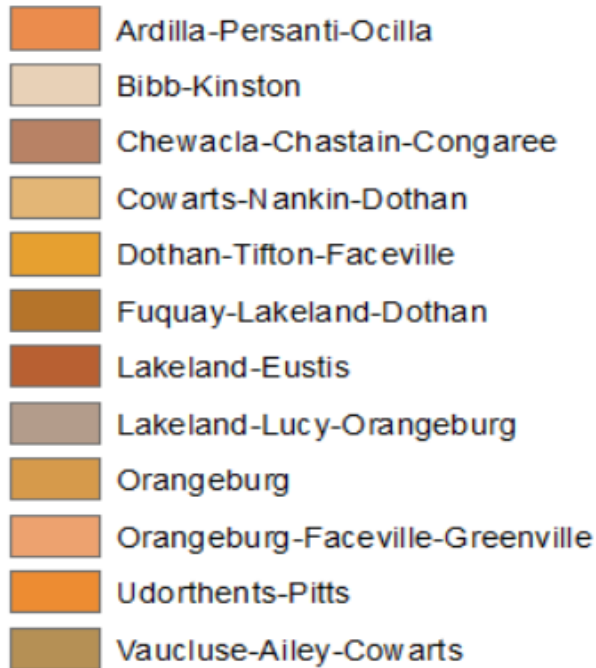 Ardilla-Persanti-Ocilla
Bibb-Kinston
Chewacla-Chastain-Congaree
Cowarts-Nankin-Dothan
Dothan-Tifton-Faceville
Fuquay-Lakeland-Dothan
Lakeland-Eustis
Lakeland-Lucy-Orangeburg
Orangeburg
Orangeburg-Faceville-Greenville
Udorthents-Pitts
Vaucluse-Ailey-Cowarts